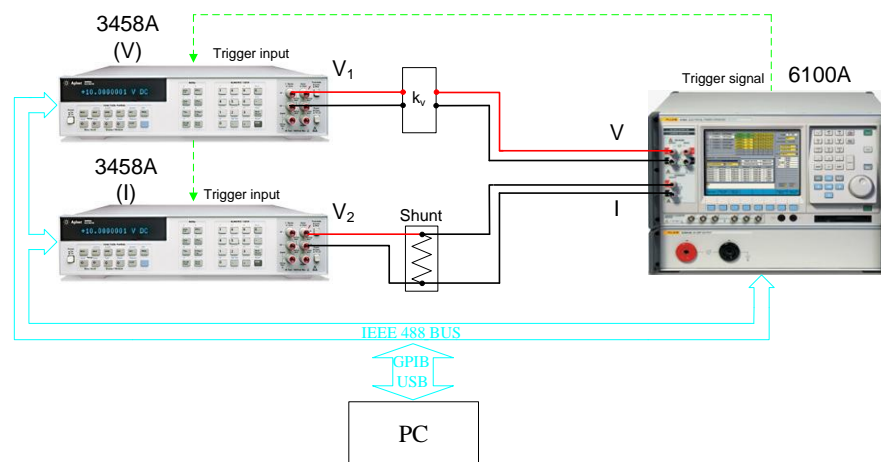 3458A
(V)
Trigger input
V1
kv
Trigger signal
6100A
+10.0000001 V DC
V
3458A
(I)
Trigger input
V2
Shunt
I
+10.0000001 V DC
IEEE 488 BUS
GPIB
USB
PC